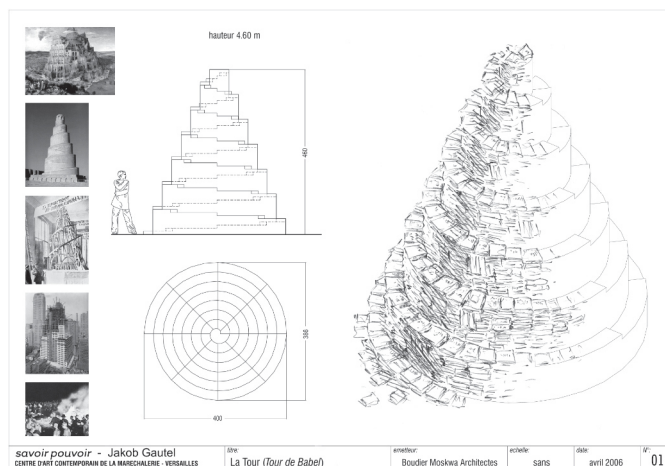 hauteur 4.60 m
460
386
400
savoir pouvoir - Jakob Gautel
CENTRE D'ART CONTEMPORAIN DE LA MARECHALERIE - VERSAILLES
titre:
La Tour (Tour de Babel)
emetteur:
Boudier Moskwa Architectes
echelle:
sans
date:
avril 2006
N°:
01